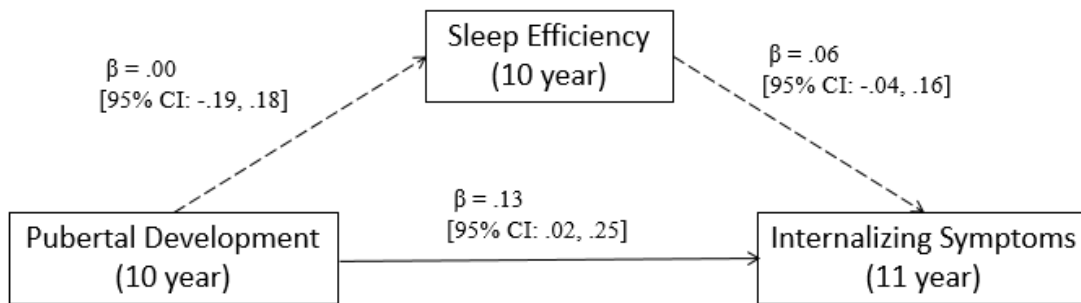 Sleep Efficiency
(10 year)
β = .00
[95% CI: -.19, .18]
β = .06
[95% CI: -.04, .16]
β = .13
[95% CI: .02, .25]
Pubertal Development
(10 year)
Internalizing Symptoms
(11 year)